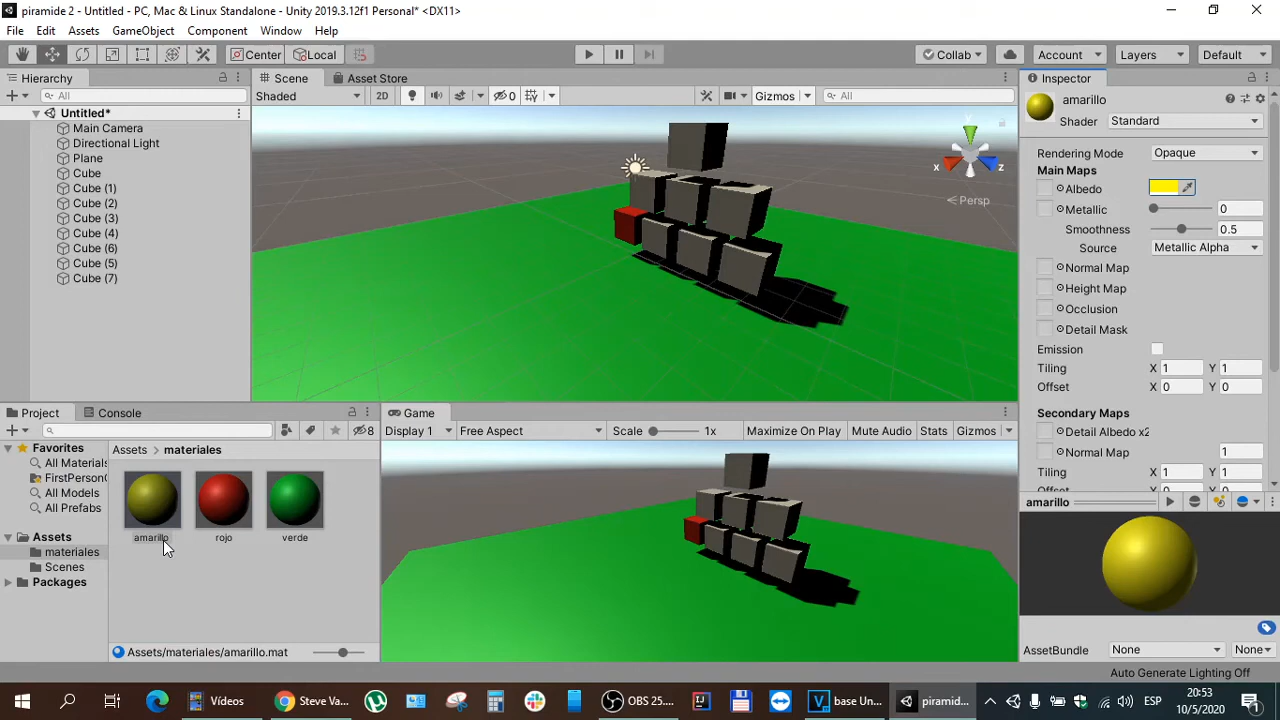 piramide 2 - Untitled - PC, Mac & Linux Standalone - Unity 2019.3.12f1 Personal* <DX11>
File Edit Assets GameObject Component Window Help
Center Local Collab Account Layers Default
Hierarchy Scene Asset Store Inspector
All Shaded 2D 0 Gizmos All amarillo
Shader Standard
Untitled*
Main Camera
Directional Light
Plane
Cube
Cube (1)
Cube (2)
Cube (3)
Cube (4)
Cube (6)
Cube (5)
Cube (7)
y
x
z
Persp
Rendering Mode Opaque
Main Maps
Albedo
Metallic 0
Smoothness 0.5
Source Metallic Alpha
Normal Map
Height Map
Occlusion
Detail Mask
Emission
Tiling X 1 Y 1
Offset X 0 Y 0
Secondary Maps
Detail Albedo x2
Normal Map 1
Tiling X 1 Y 1
Project Console Game
8 Display 1 Free Aspect Scale 1x Maximize On Play Mute Audio Stats Gizmos
Favorites
All Materials
FirstPersonC
All Models
All Prefabs
Assets
materiales
Scenes
Packages
Assets > materiales
amarillo rojo verde
Assets/materiales/amarillo.mat
amarillo
AssetBundle None None
Auto Generate Lighting Off
Vídeos Steve Va... OBS 25.... base Un... piramide... ESP 20:53
10/5/2020
1